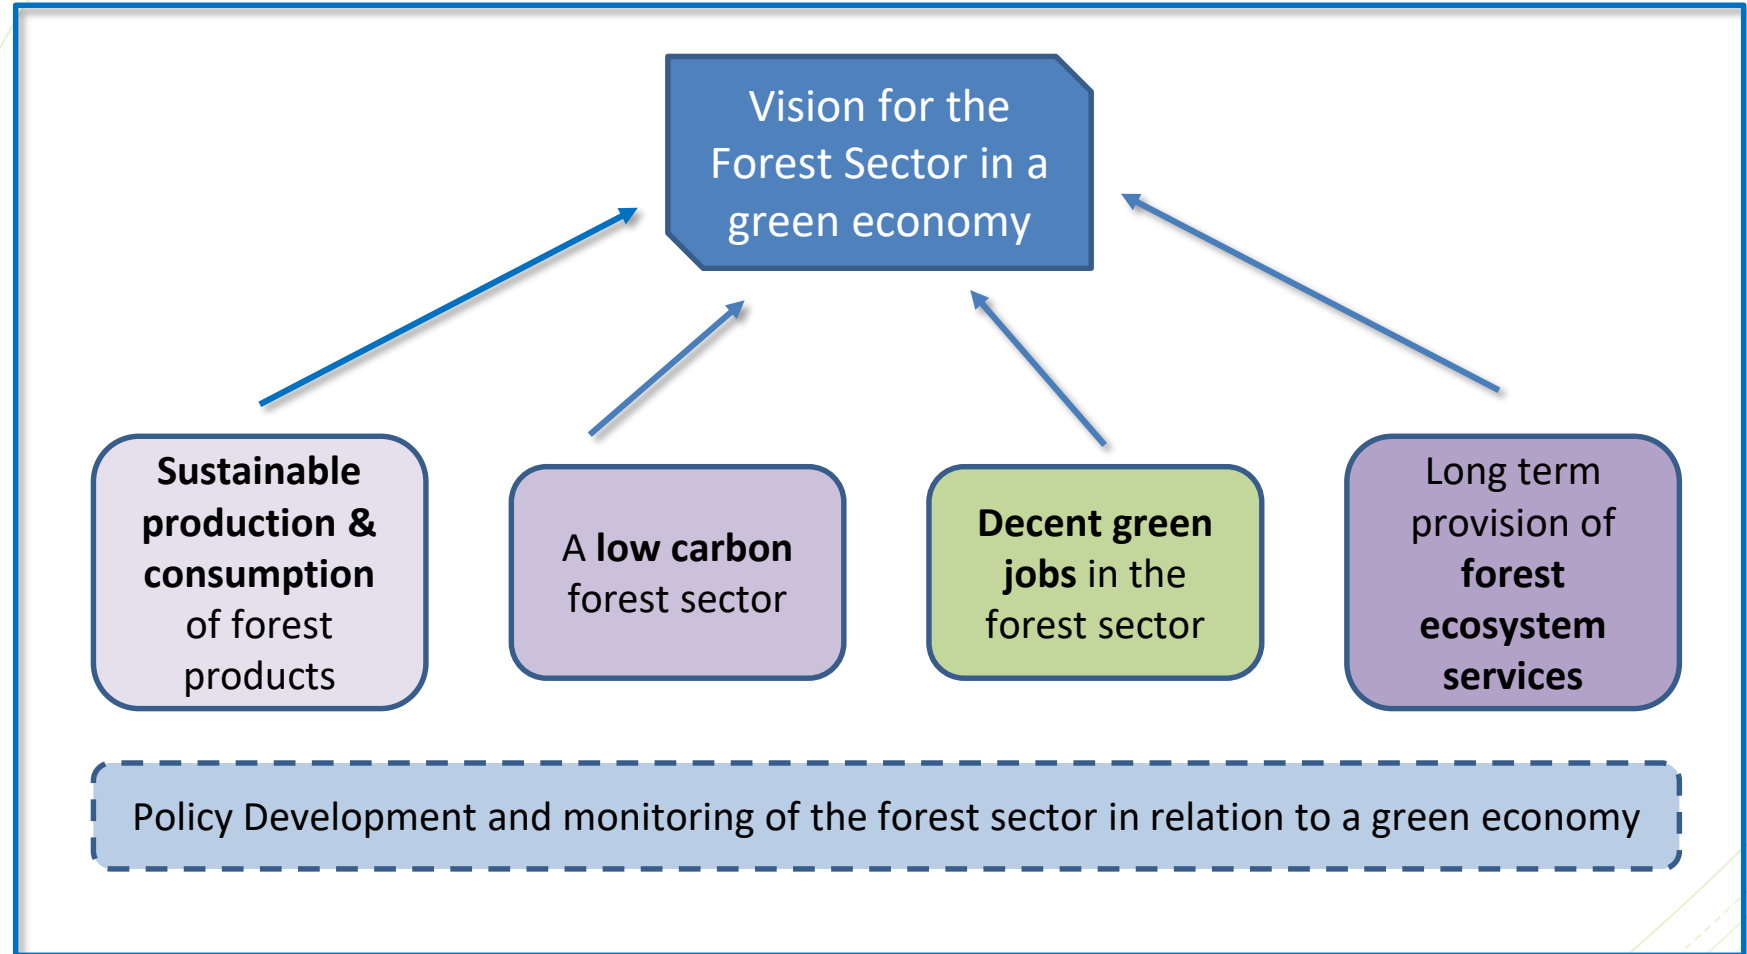 Vision for the
Forest Sector in a
green economy
Sustainable
production &
consumption
of forest
products
A low carbon
forest sector
Decent green
jobs in the
forest sector
Long term
provision of
forest
ecosystem
services
Policy Development and monitoring of the forest sector in relation to a green economy